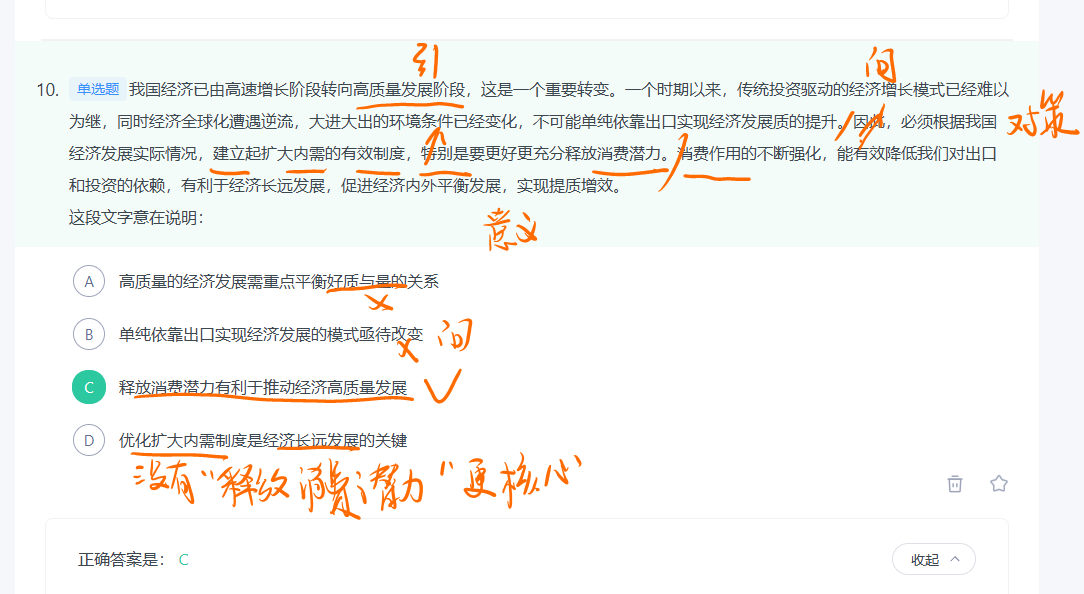 引
间
10. 单选题 我国经济已由高速增长阶段转向高质量发展阶段，这是一个重要转变。一个时期以来，传统投资驱动的经济增长模式已经难以
为继，同时经济全球化遭遇逆流，大进大出的环境条件已经变化，不可能单纯依靠出口实现经济发展质的提升。因此，必须根据我国
对策
经济发展实际情况，建立起扩大内需的有效制度，特别是要更好更充分释放消费潜力。消费作用的不断强化，能有效降低我们对出口
和投资的依赖，有利于经济长远发展，促进经济内外平衡发展，实现提质增效。
这段文字意在说明：
意义
A 高质量的经济发展需重点平衡好质与量的关系
B 单纯依靠出口实现经济发展的模式亟待改变
间
C 释放消费潜力有利于推动经济高质量发展
D 优化扩大内需制度是经济长远发展的关键
没有“释放消费潜力“更核心”
正确答案是： C
收起